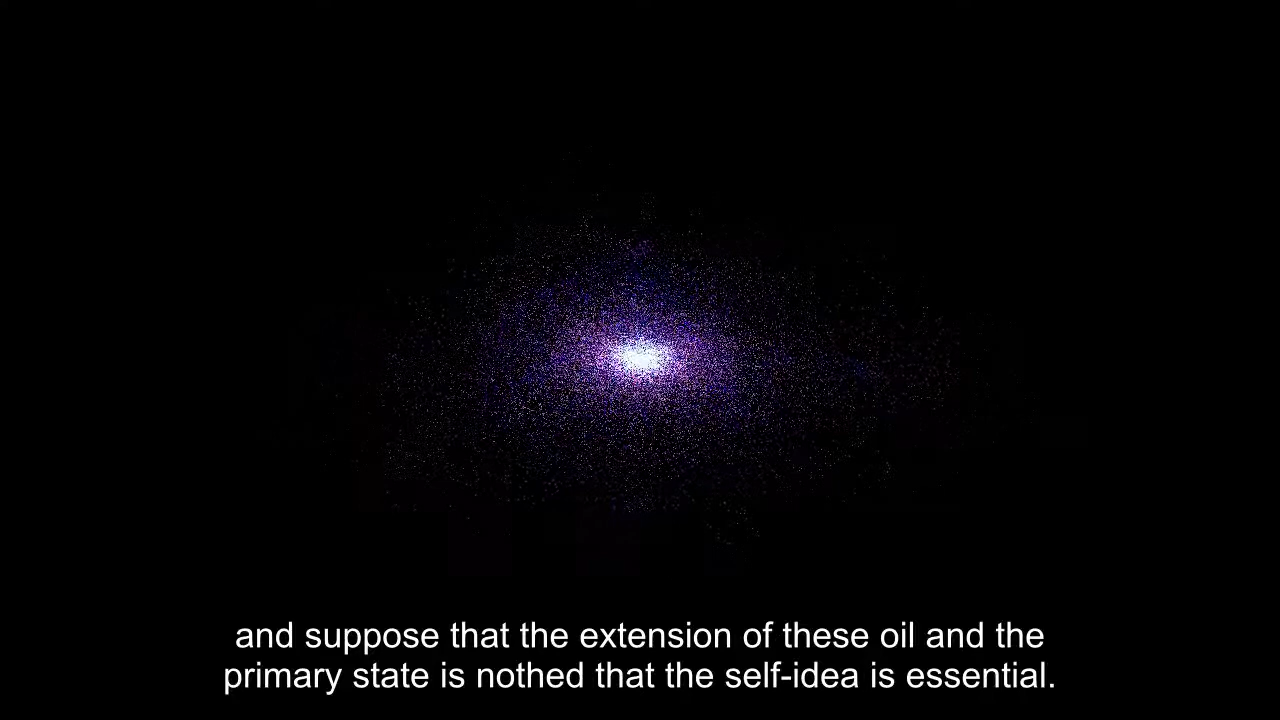 and suppose that the extension of these oil and the
primary state is nothed that the self-idea is essential.